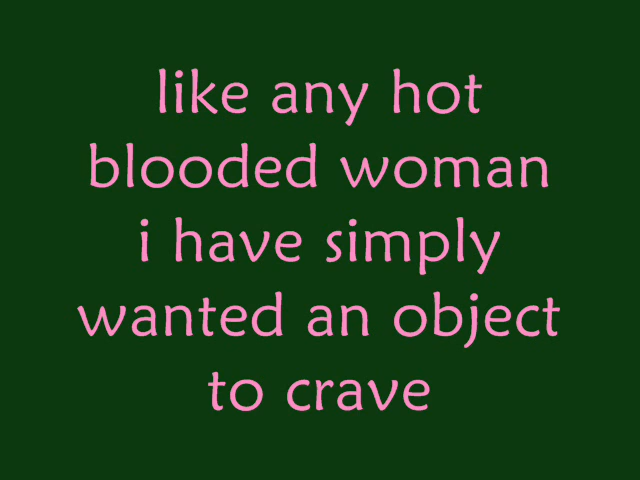 like any hot
blooded woman
i have simply
wanted an object
to crave